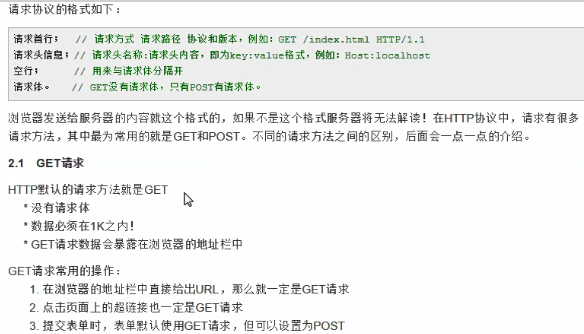 请求协议的格式如下：
请求首行；  // 请求方式 请求路径 协议和版本，例如：GET /index.html HTTP/1.1
请求头信息；// 请求头名称:请求头内容，即为key:value格式，例如：Host:localhost
空行；     // 用来与请求体分隔开
请求体。   // GET没有请求体，只有POST有请求体。
浏览器发送给服务器的内容就这个格式的，如果不是这个格式服务器将无法解读！在HTTP协议中，请求有很多
请求方法，其中最为常用的就是GET和POST。不同的请求方法之间的区别，后面会一点一点的介绍。
2.1 GET请求
HTTP默认的请求方法就是GET
* 没有请求体
* 数据必须在1K之内！
* GET请求数据会暴露在浏览器的地址栏中
GET请求常用的操作：
1. 在浏览器的地址栏中直接给出URL，那么就一定是GET请求
2. 点击页面上的超链接也一定是GET请求
3. 提交表单时，表单默认使用GET请求，但可以设置为POST